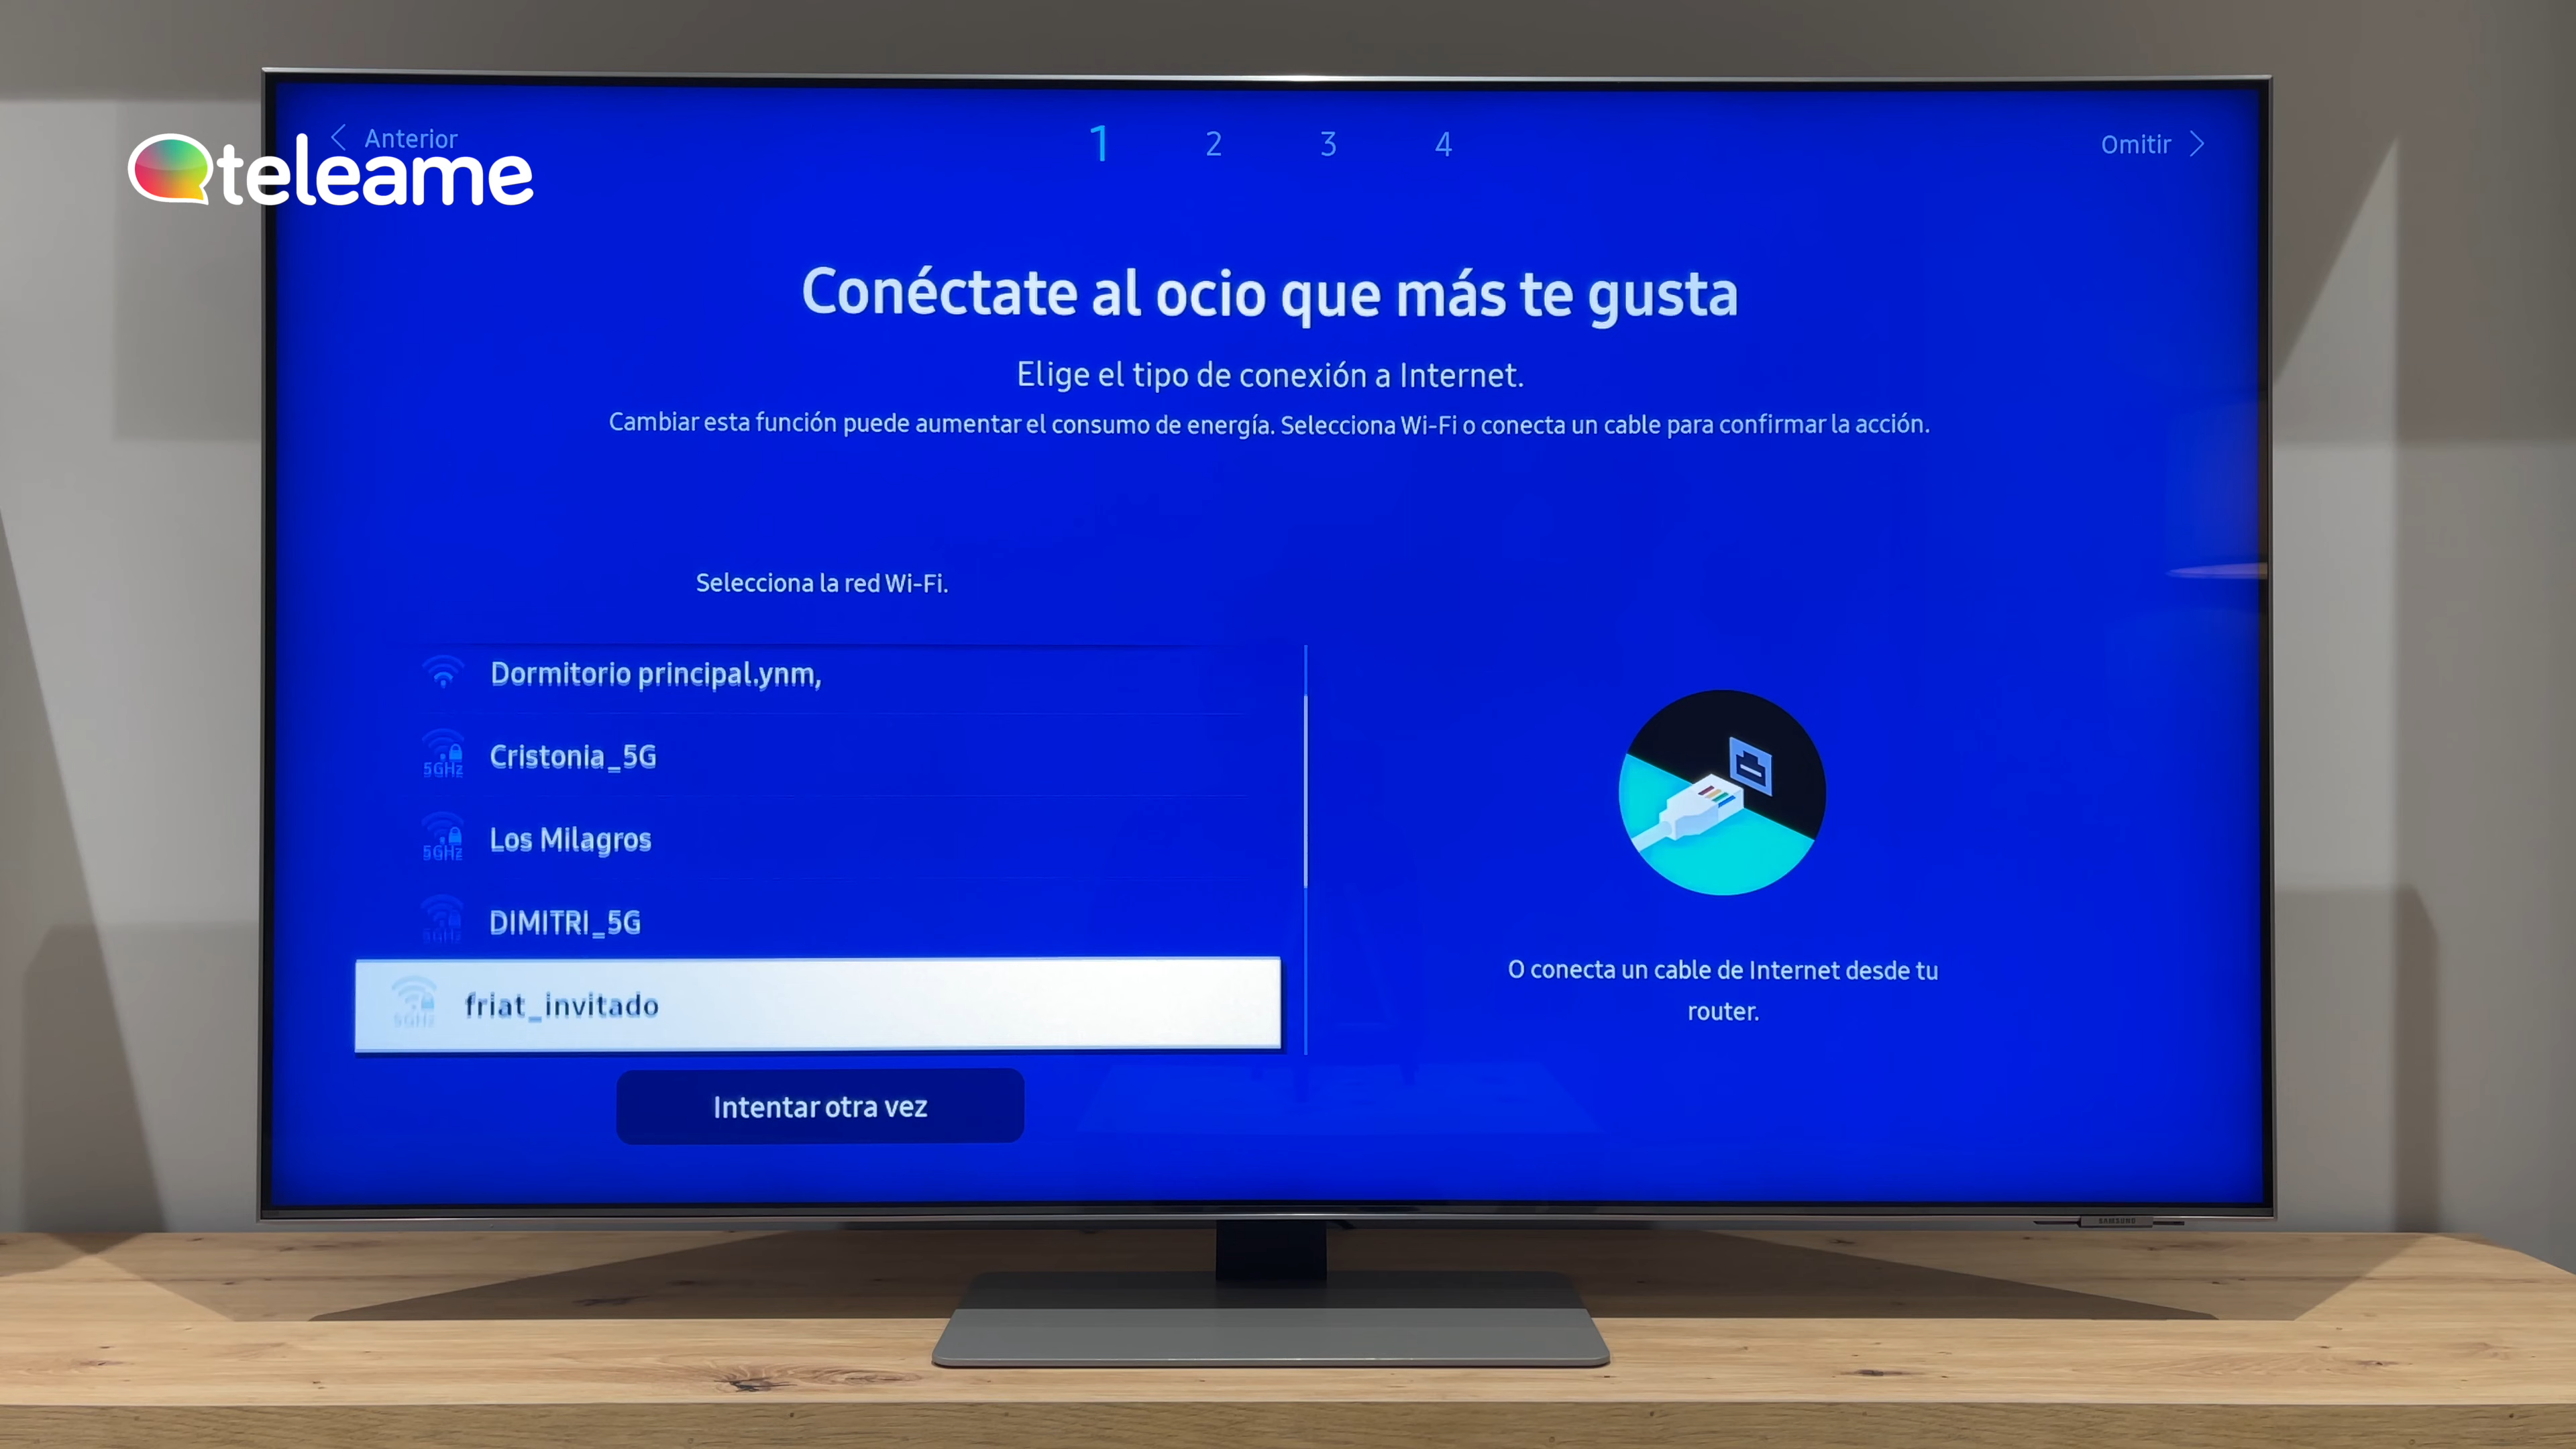 Anterior
1 2 3 4
Omitir
teleame
Conéctate al ocio que más te gusta
Elige el tipo de conexión a Internet.
Cambiar esta función puede aumentar el consumo de energía. Selecciona Wi-Fi o conecta un cable para confirmar la acción.
Selecciona la red Wi-Fi.
Dormitorio principal.ynm,
Cristonia_5G
5GHz
Los Milagros
5GHz
DIMITRI_5G
5GHz
friat_invitado
5GHz
O conecta un cable de Internet desde tu
router.
Intentar otra vez
SAMSUNG